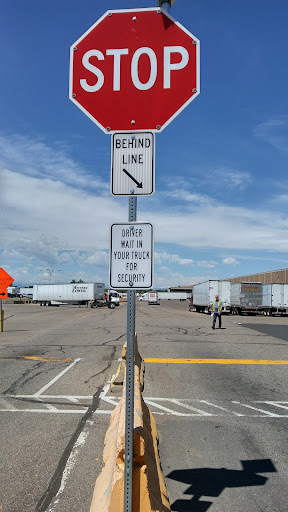 STOP
BEHIND
LINE
DRIVER
WAIT IN
YOUR TRUCK
FOR
SECURITY